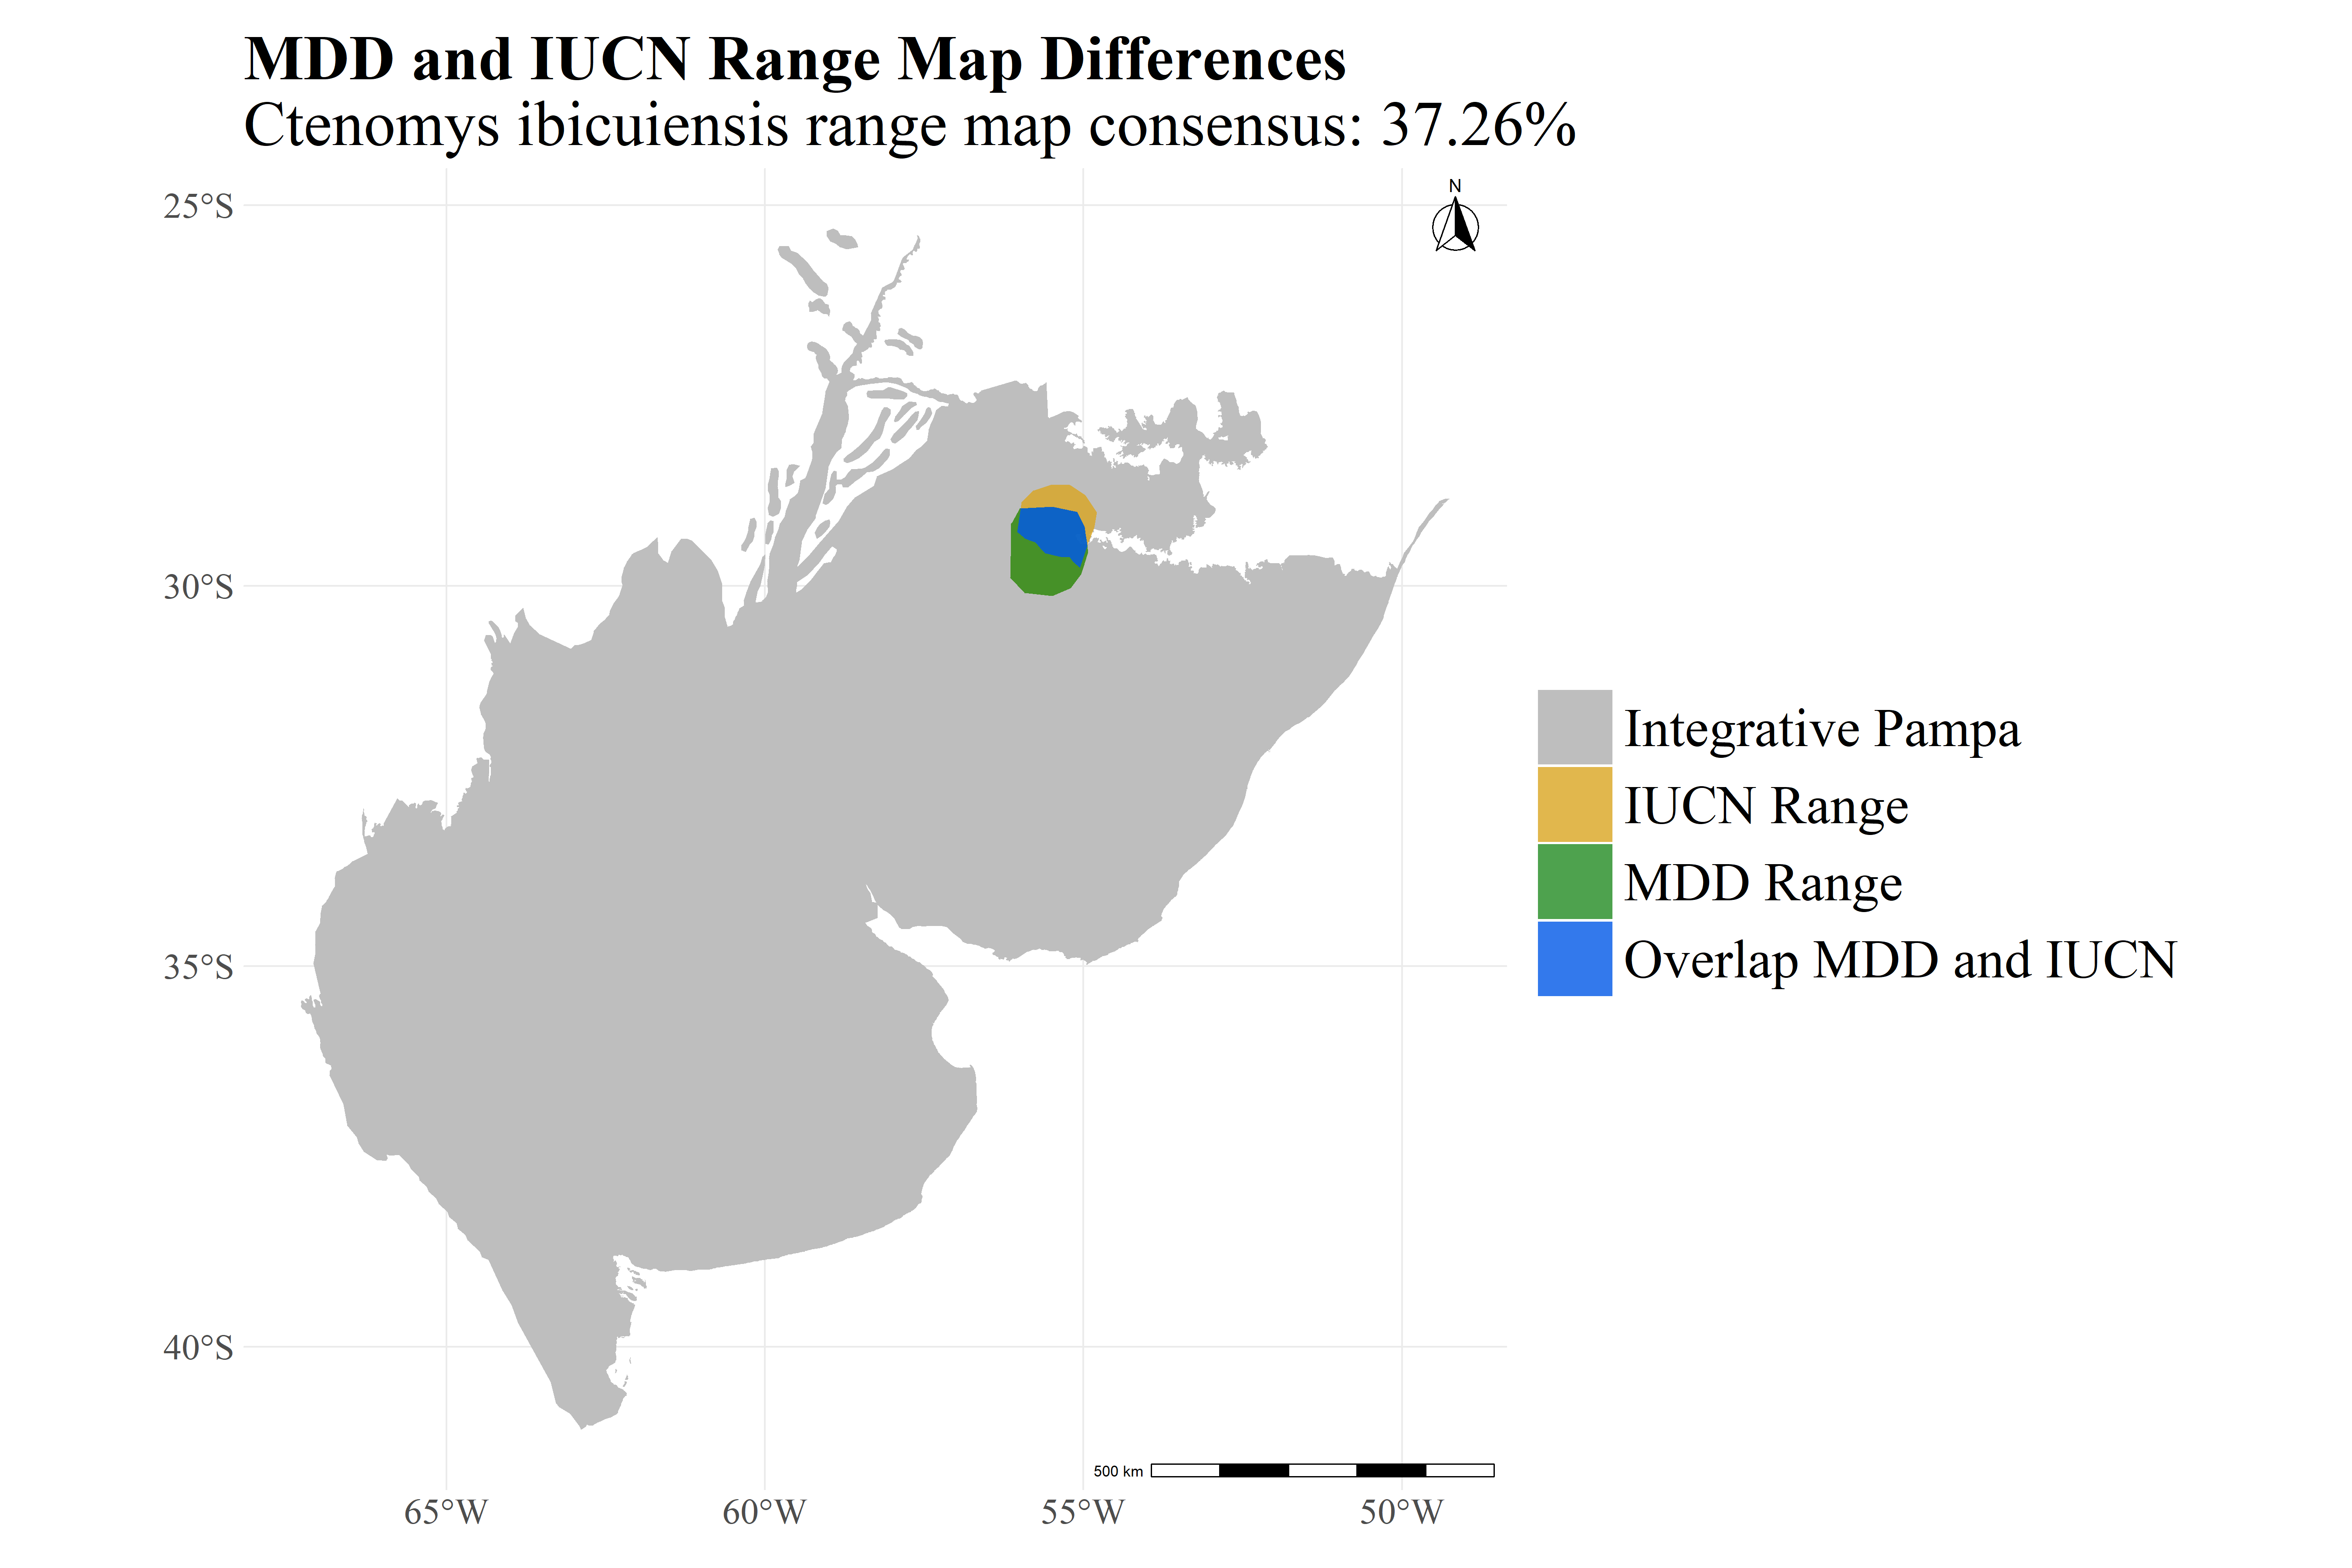 MDD and IUCN Range Map Differences
Ctenomys ibicuiensis range map consensus: 37.26%
25°S
N
30°S
35°S
40°S
Integrative Pampa
IUCN Range
MDD Range
Overlap MDD and IUCN
500 km
65°W 60°W 55°W 50°W